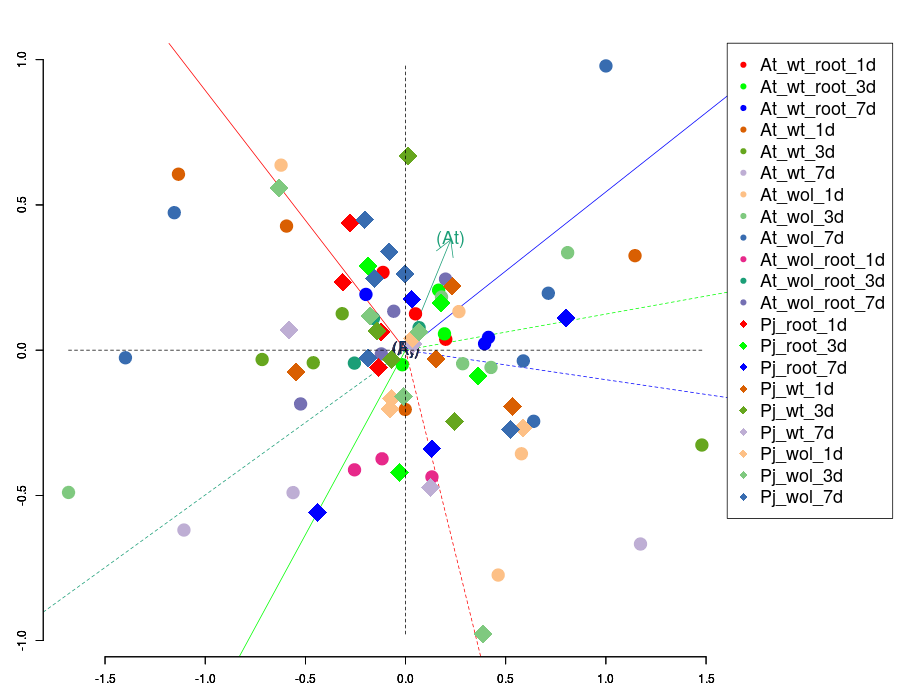 1.0
0.5
0.0
-0.5
-1.0
-1.5
-1.0
-0.5
0.0
0.5
1.0
1.5
(At)
At_wt_root_1d
At_wt_root_3d
At_wt_root_7d
At_wt_1d
At_wt_3d
At_wt_7d
At_wol_1d
At_wol_3d
At_wol_7d
At_wol_root_1d
At_wol_root_3d
At_wol_root_7d
Pj_root_1d
Pj_root_3d
Pj_root_7d
Pj_wt_1d
Pj_wt_3d
Pj_wt_7d
Pj_wol_1d
Pj_wol_3d
Pj_wol_7d